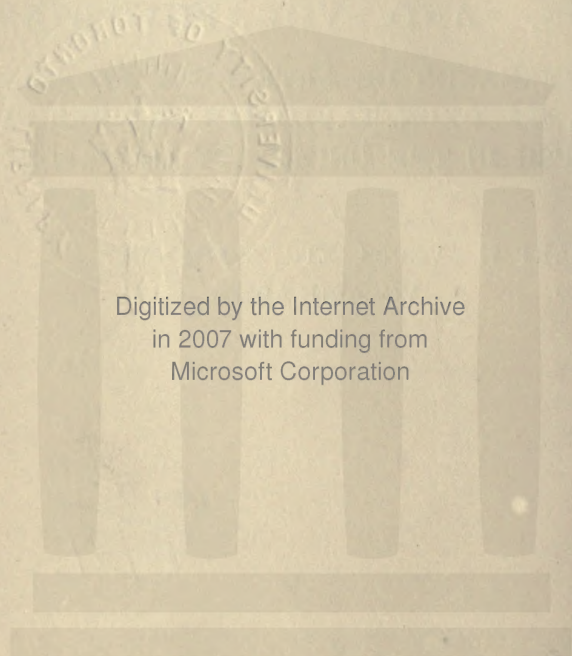 Digitized by the Internet Archive
in 2007 with funding from
Microsoft Corporation